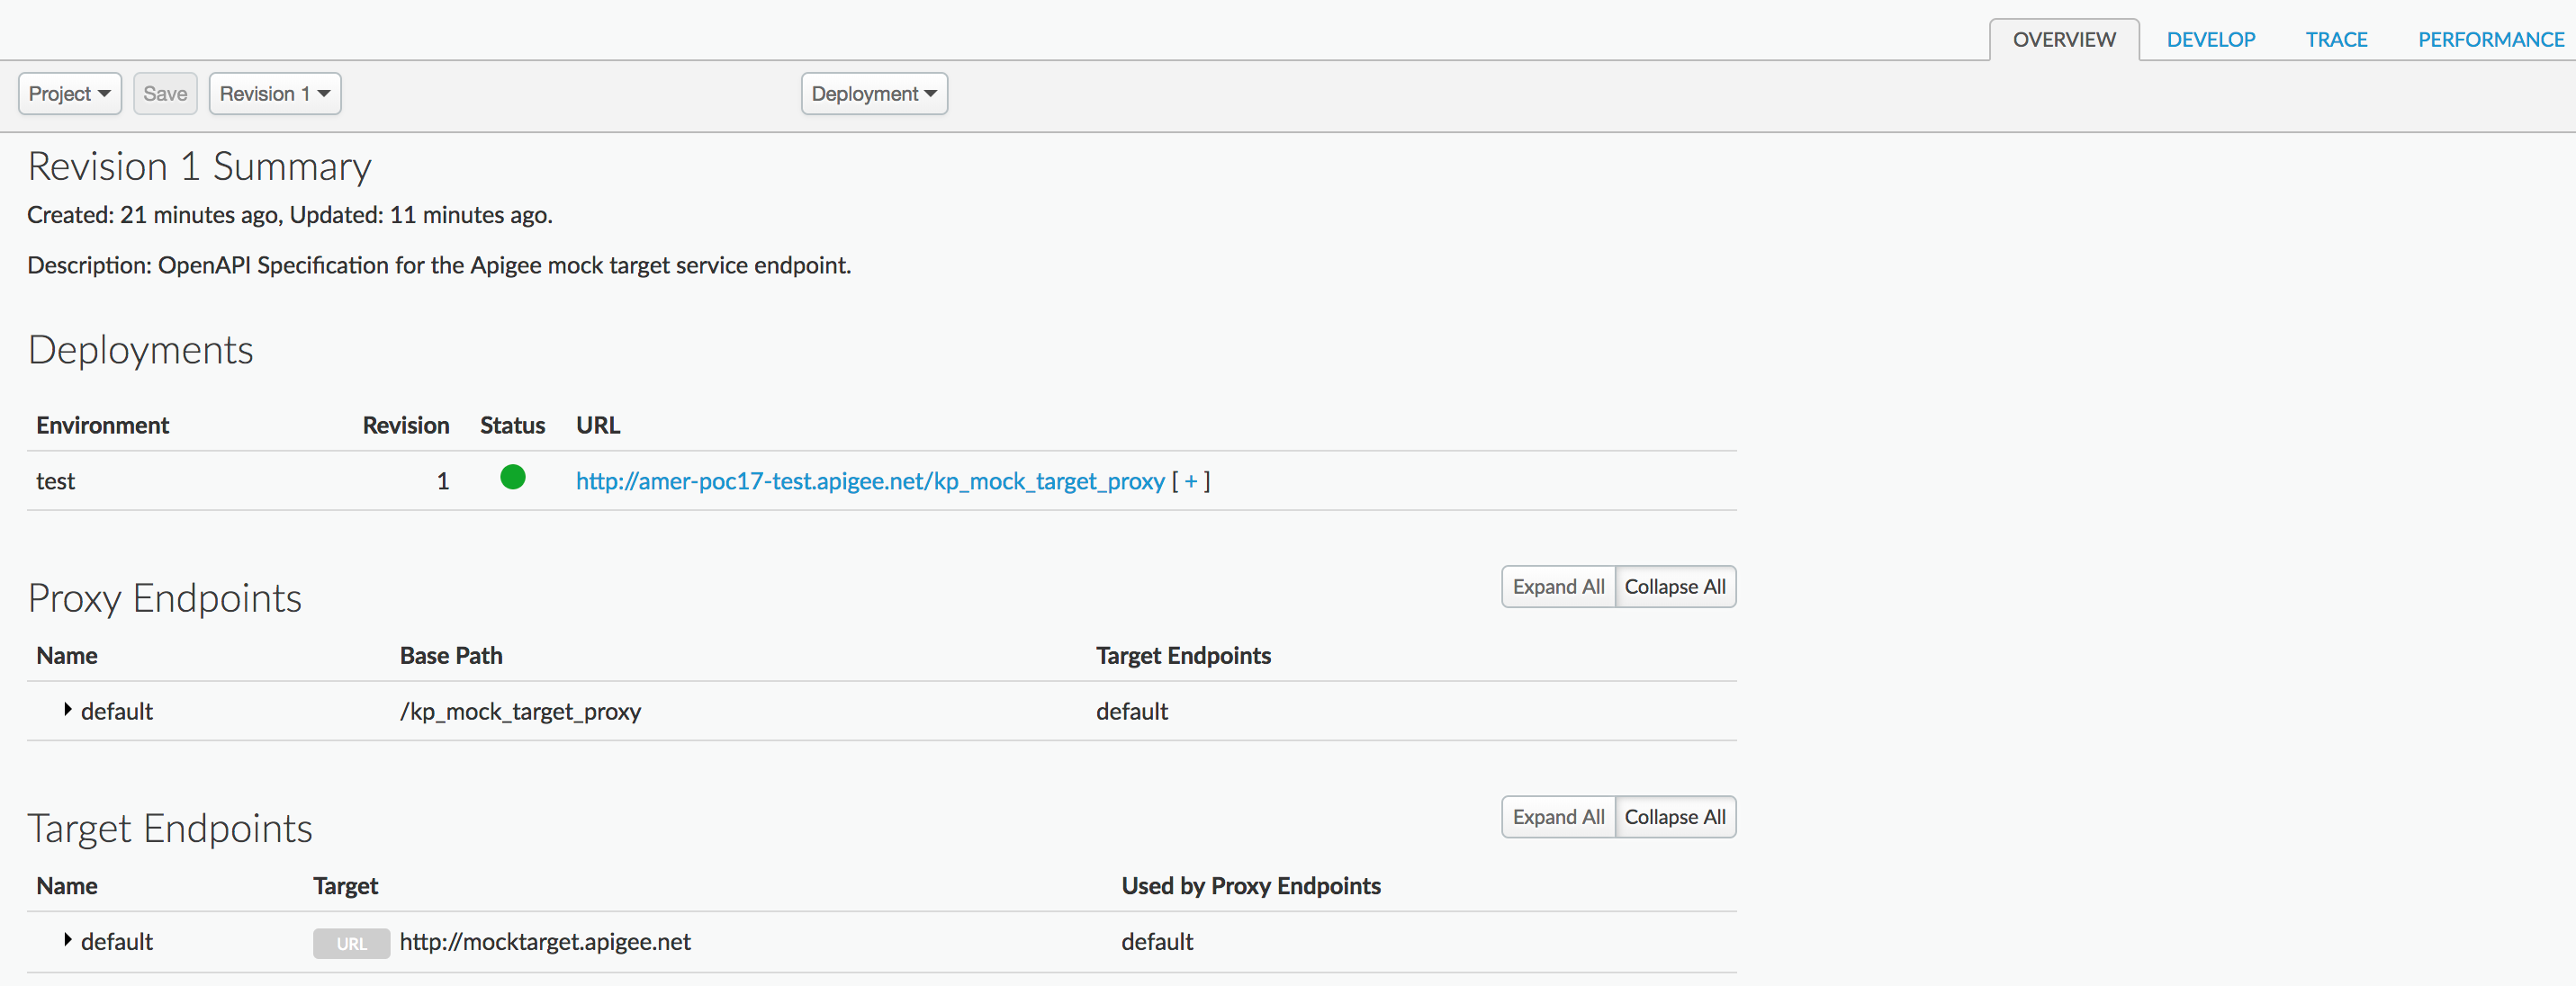 OVERVIEW DEVELOP TRACE PERFORMANCE
Project Save Revision 1 Deployment
Revision 1 Summary
Created: 21 minutes ago, Updated: 11 minutes ago.
Description: OpenAPI Specification for the Apigee mock target service endpoint.
Deployments
Environment Revision Status URL
test 1 http://amer-poc17-test.apigee.net/kp_mock_target_proxy [ + ]
Proxy Endpoints Expand All Collapse All
Name Base Path Target Endpoints
default /kp_mock_target_proxy default
Target Endpoints Expand All Collapse All
Name Target Used by Proxy Endpoints
default URL http://mocktarget.apigee.net default